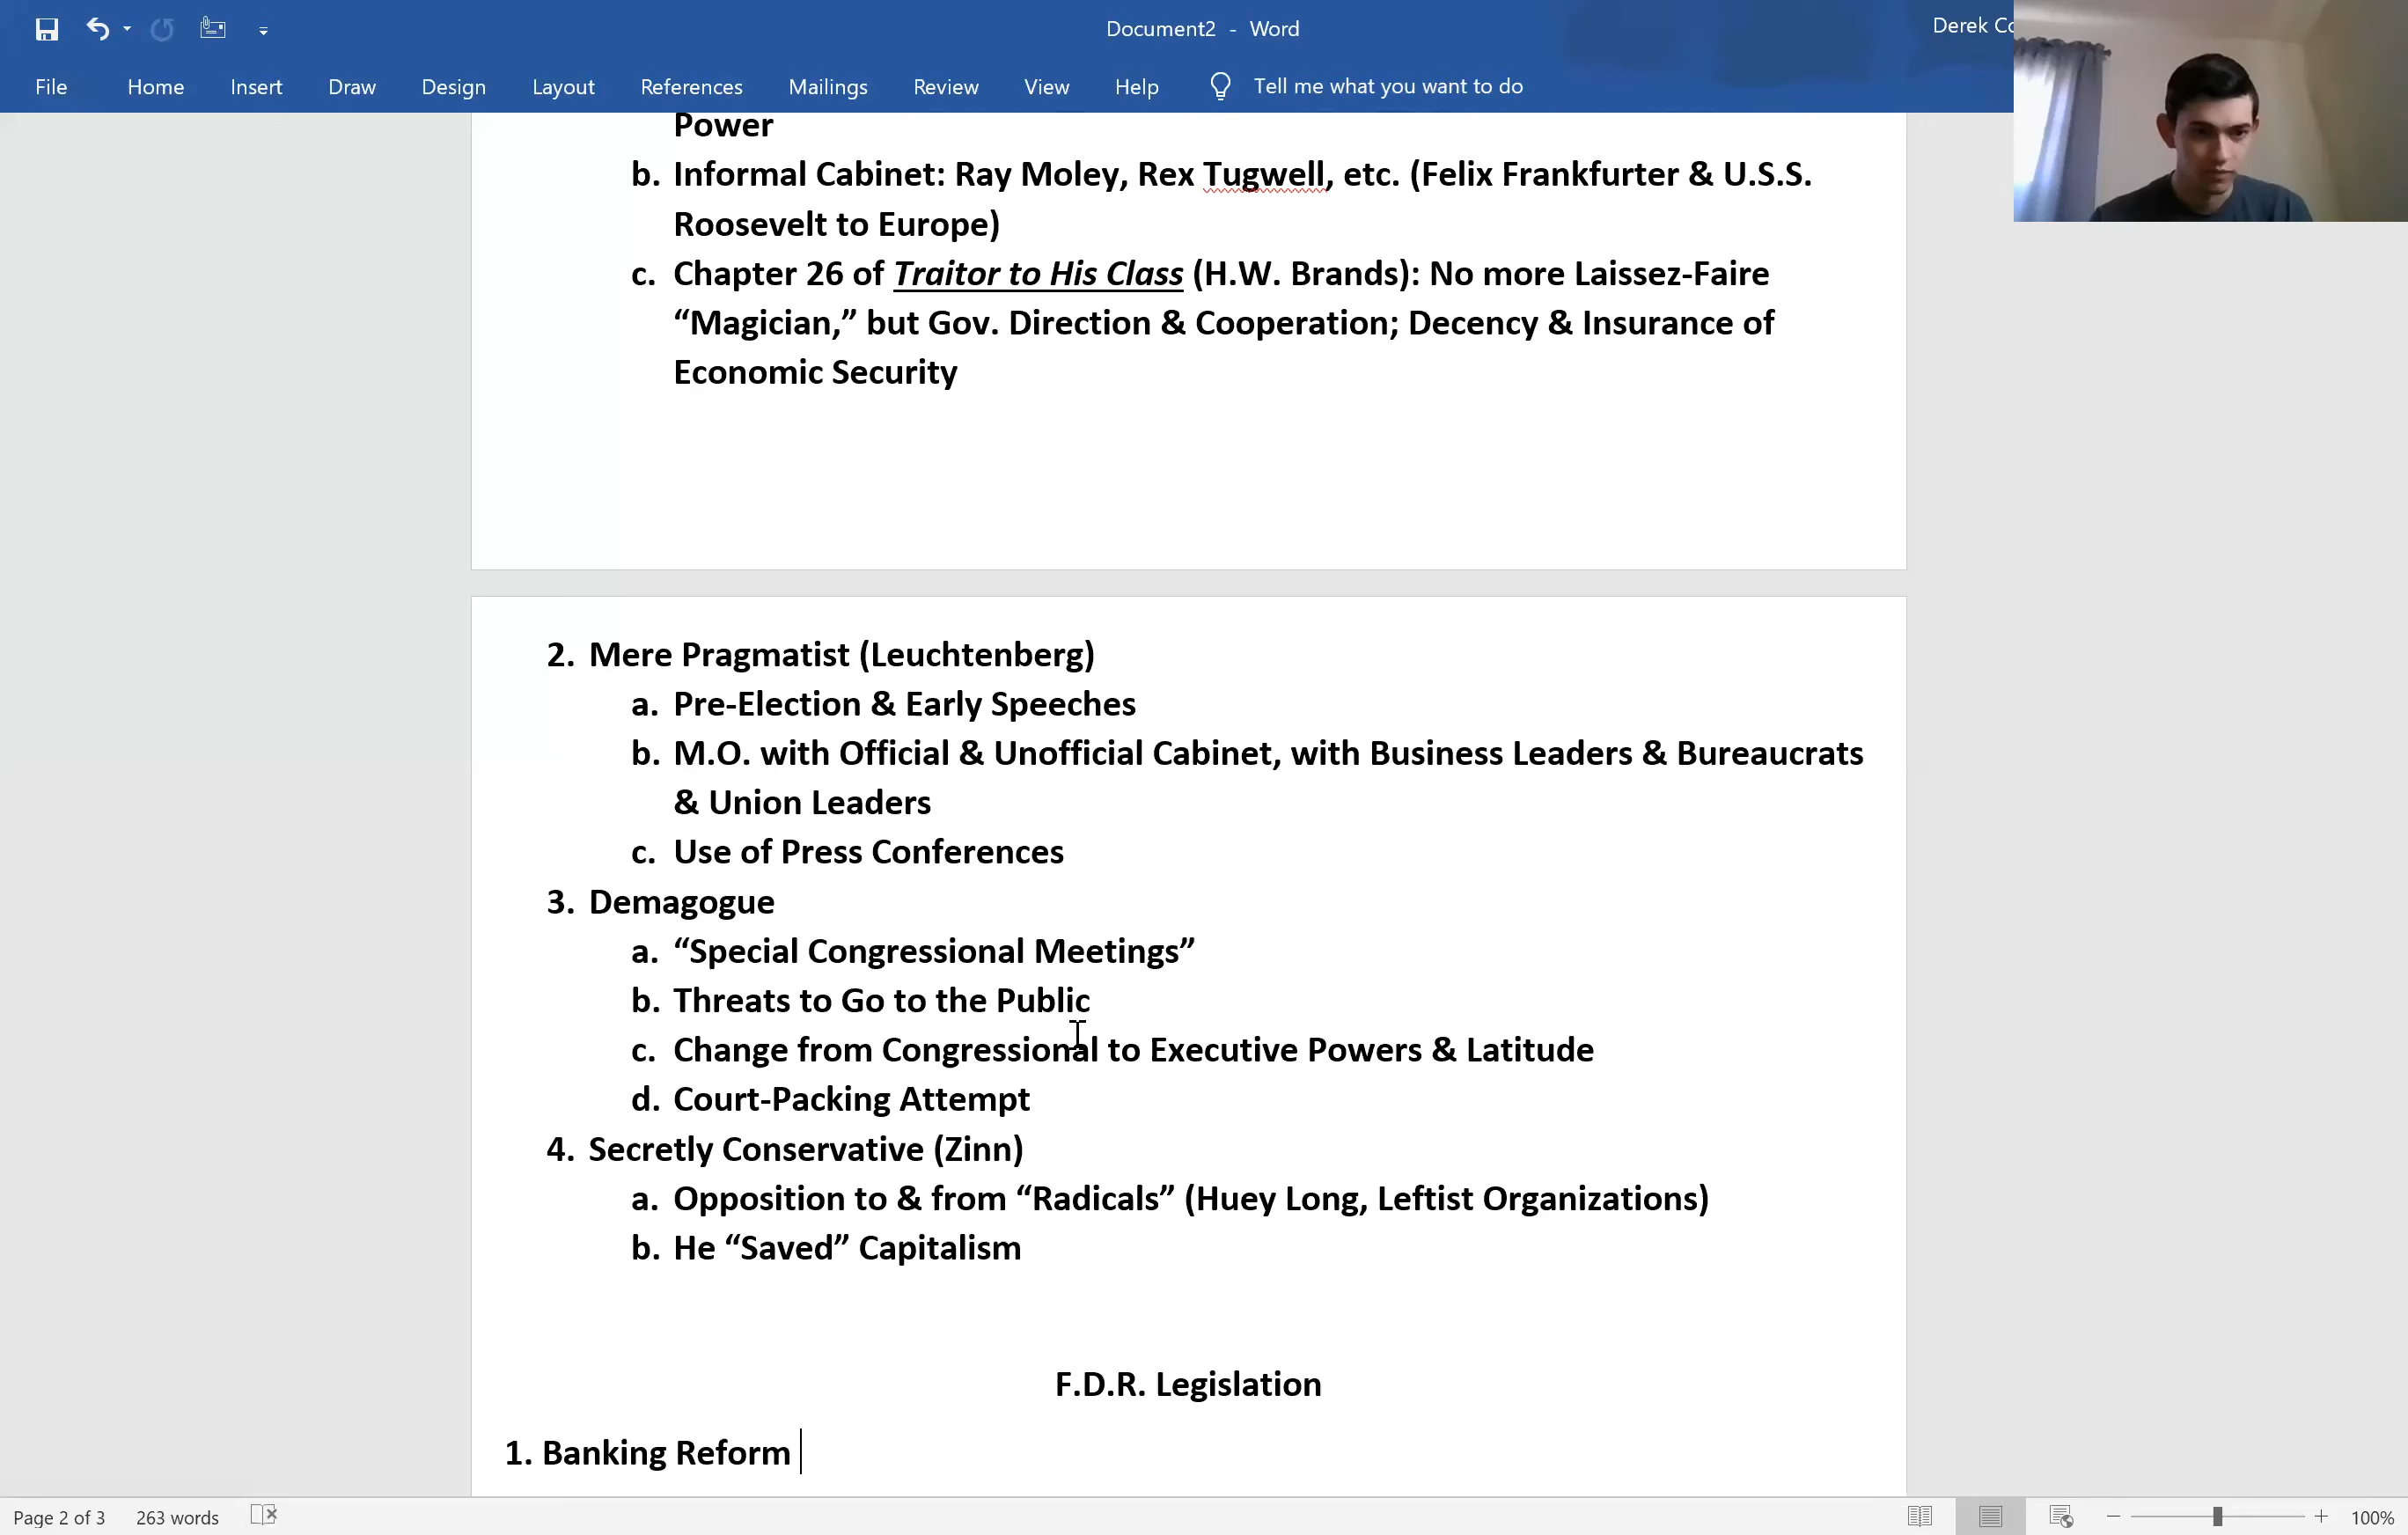 Document2 - Word
Derek Co
File Home Insert Draw Design Layout References Mailings Review View Help Tell me what you want to do
Power
b. Informal Cabinet: Ray Moley, Rex Tugwell, etc. (Felix Frankfurter & U.S.S.
Roosevelt to Europe)
c. Chapter 26 of Traitor to His Class (H.W. Brands): No more Laissez-Faire
“Magician,” but Gov. Direction & Cooperation; Decency & Insurance of
Economic Security
2. Mere Pragmatist (Leuchtenberg)
a. Pre-Election & Early Speeches
b. M.O. with Official & Unofficial Cabinet, with Business Leaders & Bureaucrats
& Union Leaders
c. Use of Press Conferences
3. Demagogue
a. “Special Congressional Meetings”
b. Threats to Go to the Public
c. Change from Congressional to Executive Powers & Latitude
d. Court-Packing Attempt
4. Secretly Conservative (Zinn)
a. Opposition to & from “Radicals” (Huey Long, Leftist Organizations)
b. He “Saved” Capitalism
F.D.R. Legislation
1. Banking Reform
Page 2 of 3 263 words 100%